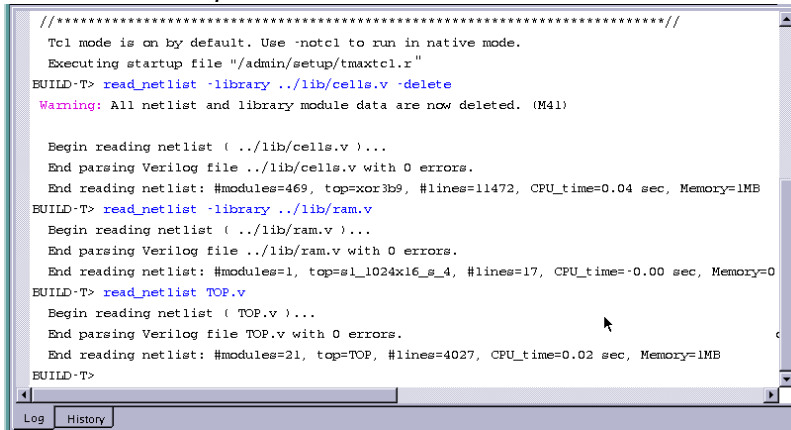 //***************************************************************************//
Tcl mode is on by default. Use -notcl to run in native mode.
Executing startup file "/admin/setup/tmaxtcl.r"
BUILD-T> read_netlist -library ../lib/cells.v -delete
Warning: All netlist and library module data are now deleted. (M41)
Begin reading netlist ( ../lib/cells.v )...
End parsing Verilog file ../lib/cells.v with 0 errors.
End reading netlist: #modules=469, top=xor3b9, #lines=11472, CPU_time=0.04 sec, Memory=1MB
BUILD-T> read_netlist -library ../lib/ram.v
Begin reading netlist ( ../lib/ram.v )...
End parsing Verilog file ../lib/ram.v with 0 errors.
End reading netlist: #modules=1, top=sl_1024x16_s_4, #lines=17, CPU_time=-0.00 sec, Memory=0
BUILD-T> read_netlist TOP.v
Begin reading netlist ( TOP.v )...
End parsing Verilog file TOP.v with 0 errors.
End reading netlist: #modules=21, top=TOP, #lines=4027, CPU_time=0.02 sec, Memory=1MB
BUILD-T>
Log History